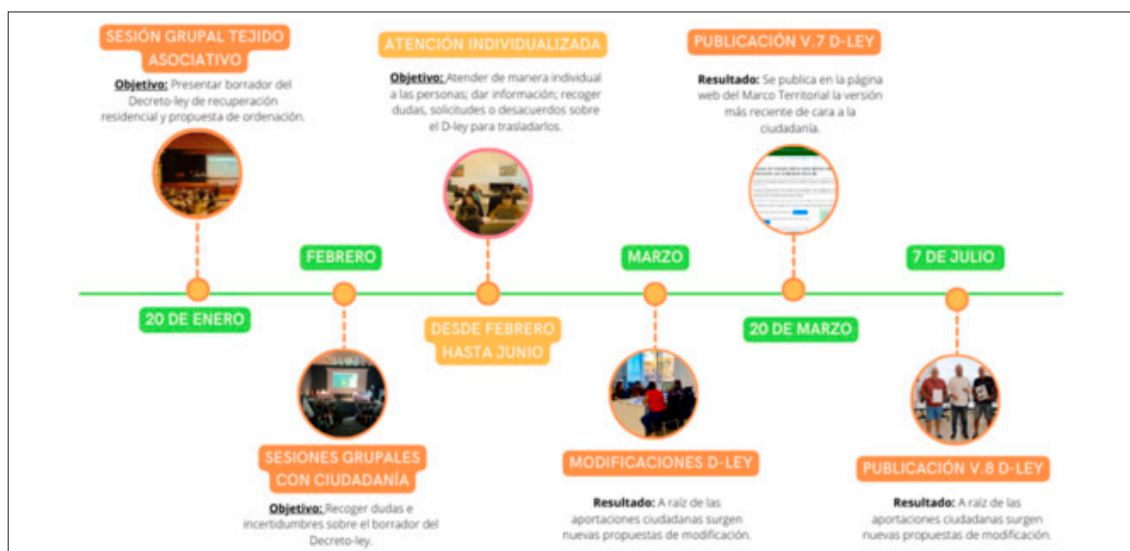 SESIÓN GRUPAL TEJIDO
ASOCIATIVO
Objetivo: Presentar borrador del
Decreto-ley de recuperación
residencial y propuesta de ordenación.
20 DE ENERO
FEBRERO
SESIONES GRUPALES
CON CIUDADANÍA
Objetivo: Recoger dudas e
incertidumbres sobre el borrador del
Decreto-ley.
ATENCIÓN INDIVIDUALIZADA
Objetivo: Atender de manera individual
a las personas; dar información; recoger
dudas, solicitudes o desacuerdos sobre
el D-ley para trasladarlos.
DESDE FEBRERO
HASTA JUNIO
MARZO
MODIFICACIONES D-LEY
Resultado: A raíz de las
aportaciones ciudadanas surgen
nuevas propuestas de modificación.
PUBLICACIÓN V.7 D-LEY
Resultado: Se publica en la página
web del Marco Territorial la versión
más reciente de cara a la
ciudadanía.
20 DE MARZO
7 DE JULIO
PUBLICACIÓN V.8 D-LEY
Resultado: A raíz de las
aportaciones ciudadanas surgen
nuevas propuestas de modificación.